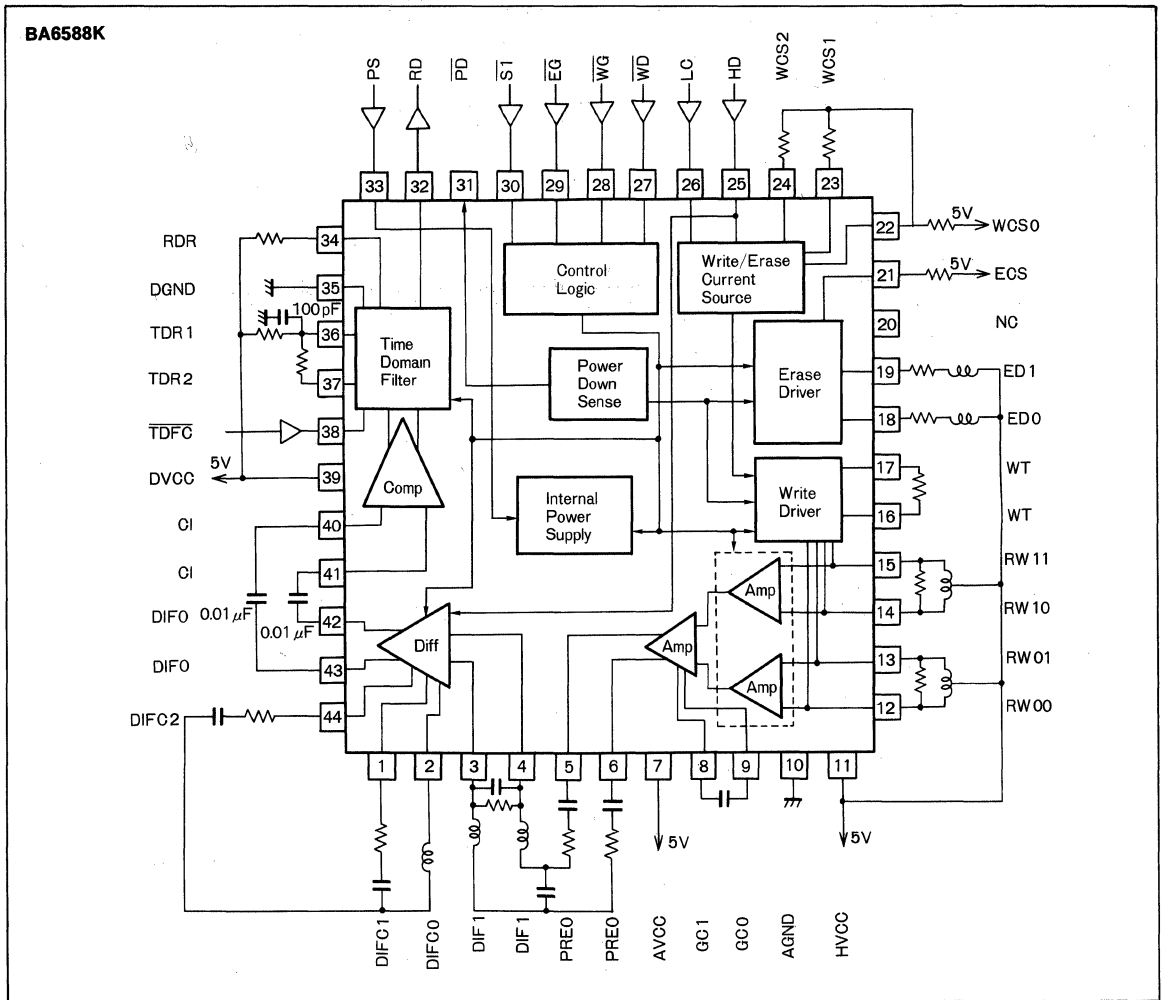 BA6588K
PS
RD
P̅D̅
S̅1̅
E̅G̅
W̅G̅
W̅D̅
LC
HD
WCS2
WCS1
33
32
31
30
29
28
27
26
25
24
23
RDR
34
DGND
35
100pF
TDR1
36
TDR2
37
T̅D̅F̅C̅
38
5V
DVCC
39
CI
40
CI
41
DIFO
0.01μF
0.01μF
42
DIFO
43
DIFC2
44
Control
Logic
Write/Erase
Current
Source
Time
Domain
Filter
Power
Down
Sense
Erase
Driver
Comp
Internal
Power
Supply
Write
Driver
Diff
Amp
Amp
Amp
22
5V
WCS0
21
5V
ECS
20
NC
19
ED1
18
ED0
17
WT
16
WT
15
RW11
14
RW10
13
RW01
12
RW00
1
2
3
4
5
6
7
8
9
10
11
5V
5V
DIFC1
DIFC0
DIF1
DIF1
PREO
PREO
AVCC
GC1
GC0
AGND
HVCC